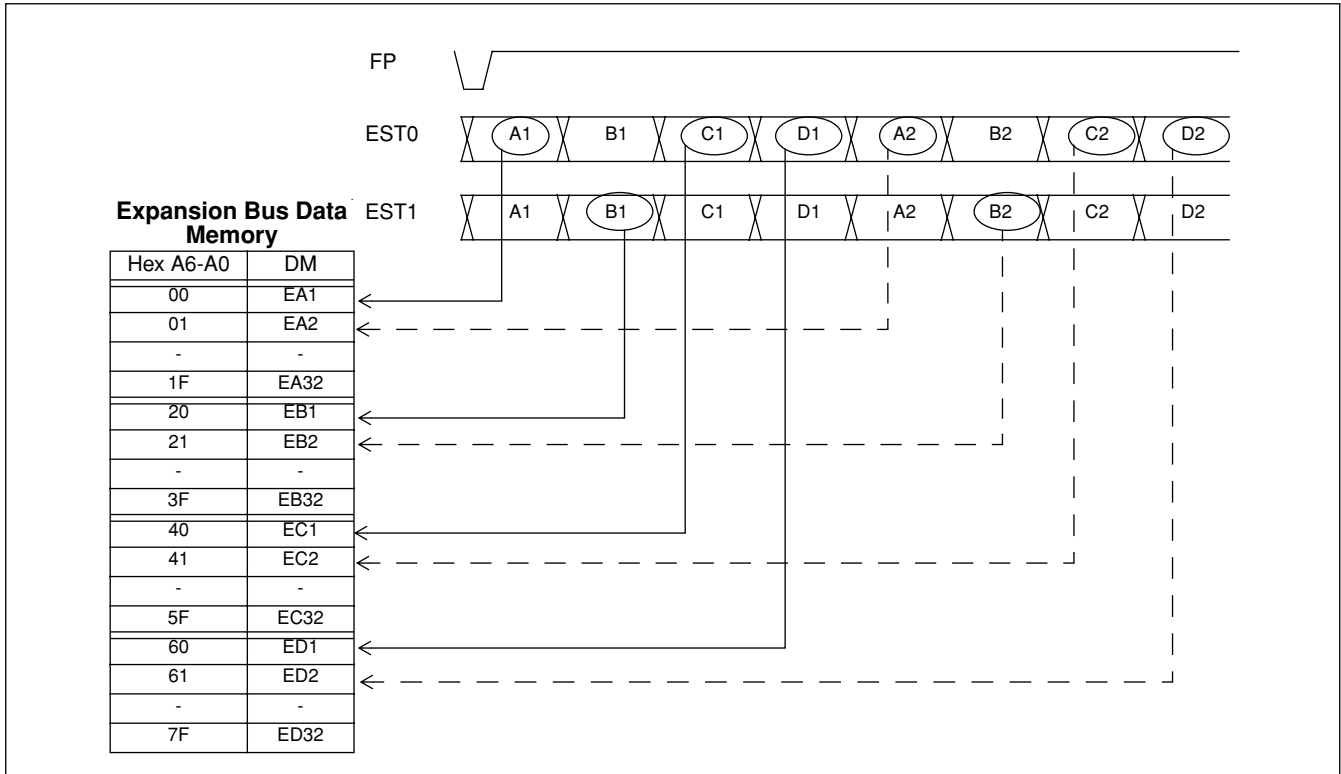 FP
EST0 A1 B1 C1 D1 A2 B2 C2 D2
EST1 A1 B1 C1 D1 A2 B2 C2 D2
Expansion Bus Data
Memory
Hex A6-A0 DM
00 EA1
01 EA2
- -
1F EA32
20 EB1
21 EB2
- -
3F EB32
40 EC1
41 EC2
- -
5F EC32
60 ED1
61 ED2
- -
7F ED32